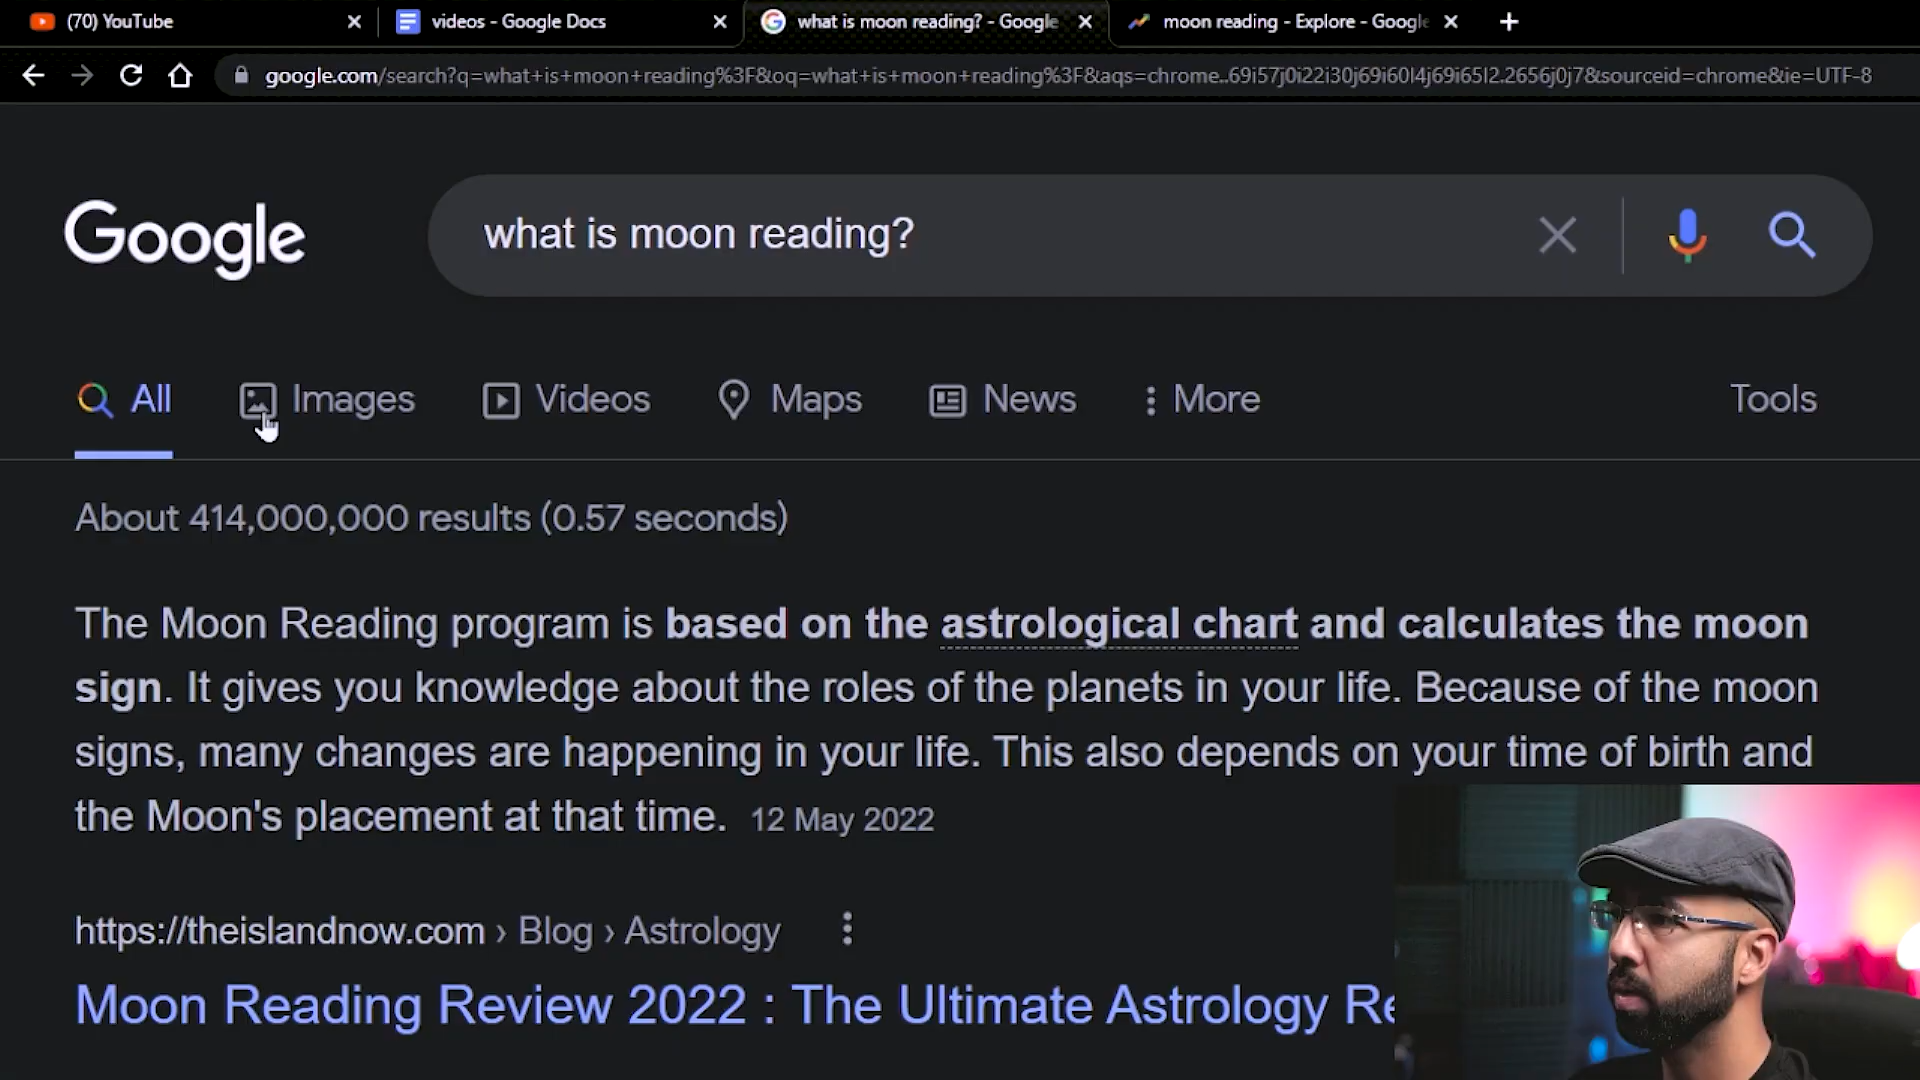 (70) YouTube
videos - Google Docs
what is moon reading? - Google
moon reading - Explore - Google
google.com/search?q=what+is+moon+reading%3F&oq=what+is+moon+reading%3F&aqs=chrome..69i57j0i22i30j69i60l4j69i65l2.2656j0j7&sourceid=chrome&ie=UTF-8
Google
what is moon reading?
All
Images
Videos
Maps
News
More
Tools
About 414,000,000 results (0.57 seconds)
The Moon Reading program is based on the astrological chart and calculates the moon
sign. It gives you knowledge about the roles of the planets in your life. Because of the moon
signs, many changes are happening in your life. This also depends on your time of birth and
the Moon's placement at that time. 12 May 2022
https://theislandnow.com › Blog › Astrology
Moon Reading Review 2022 : The Ultimate Astrology Re